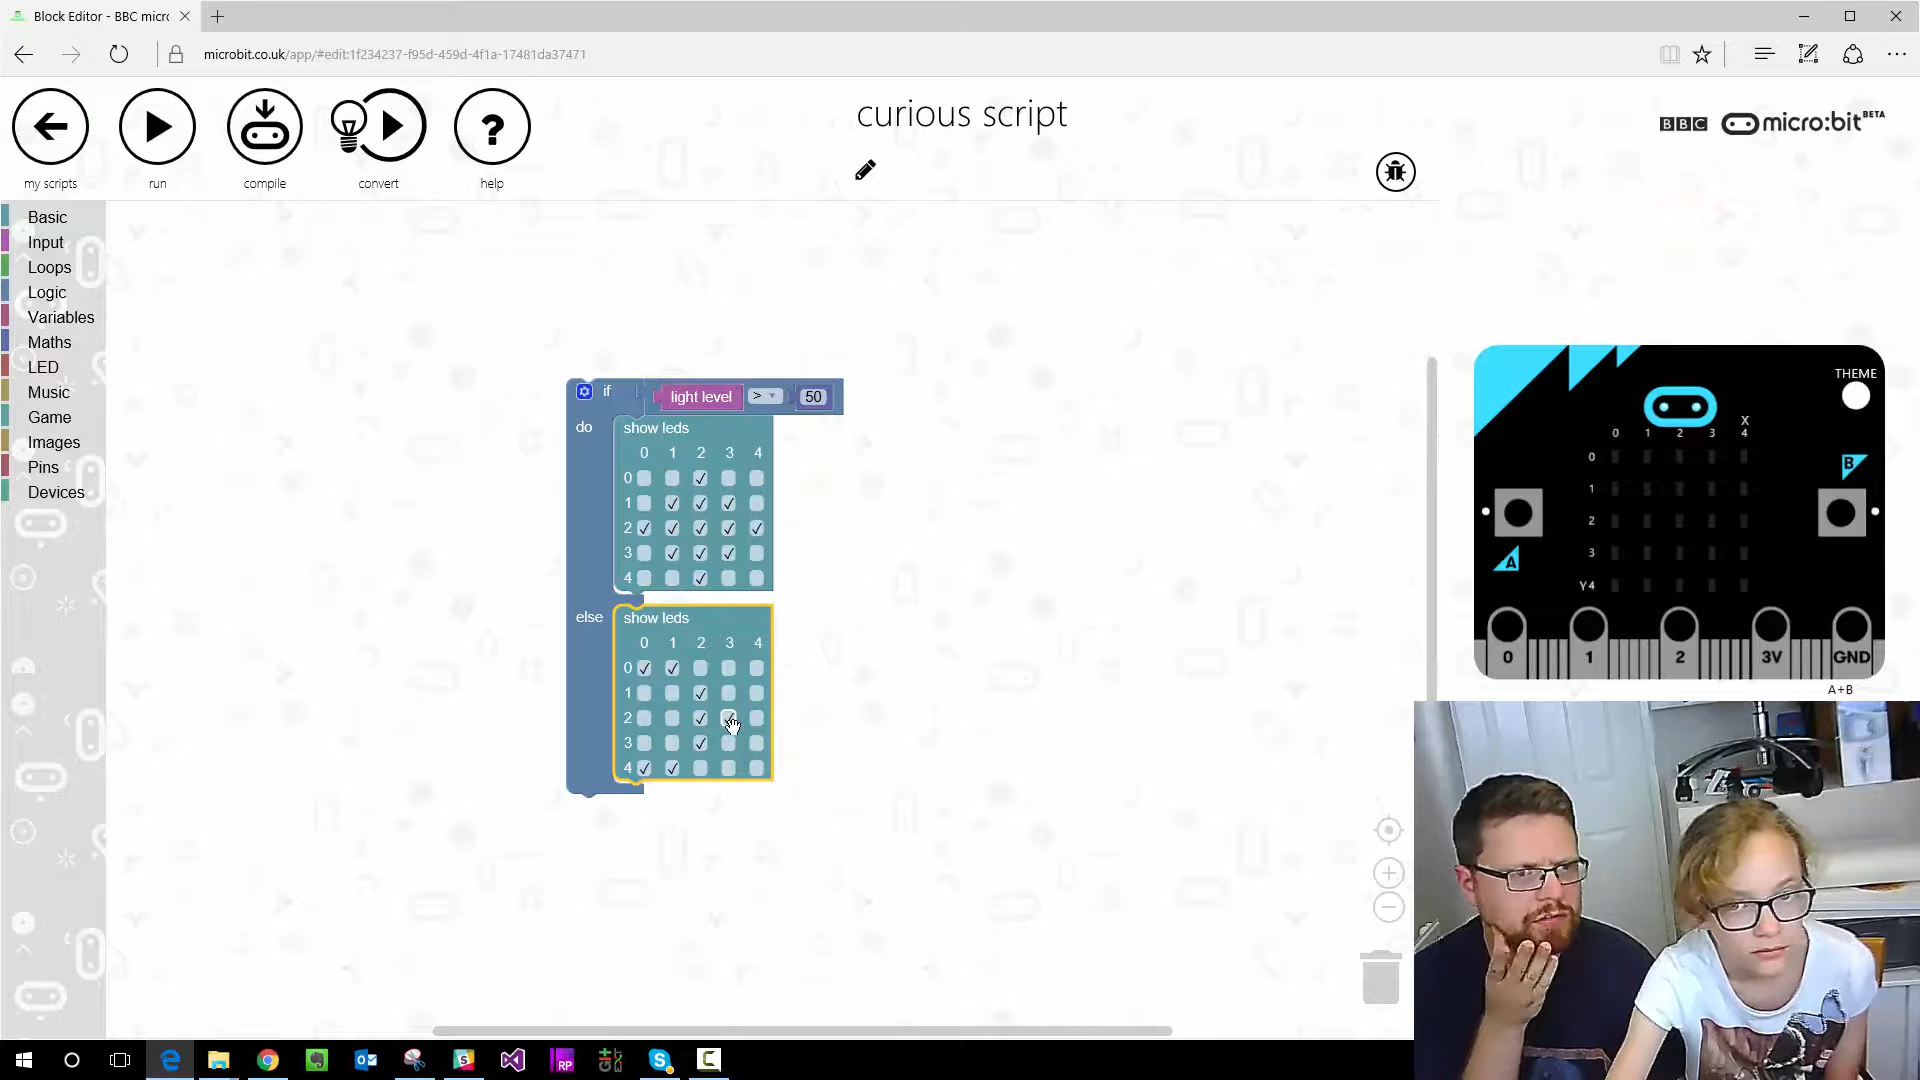 Block Editor - BBC micr
microbit.co.uk/app/#edit:1f234237-f95d-459d-4f1a-17481da37471
my scripts
run
compile
convert
?
help
curious script
BBC micro:bit BETA
Basic
Input
Loops
Logic
Variables
Maths
LED
Music
Game
Images
Pins
Devices
if light level > 50
do show leds
0 1 2 3 4
0
1
2
3
4
else show leds
0 1 2 3 4
0
1
2
3
4
THEME
X
0 1 2 3 4
0
1
2
3
Y4
A
B
0 1 2 3V GND
A+B
RP